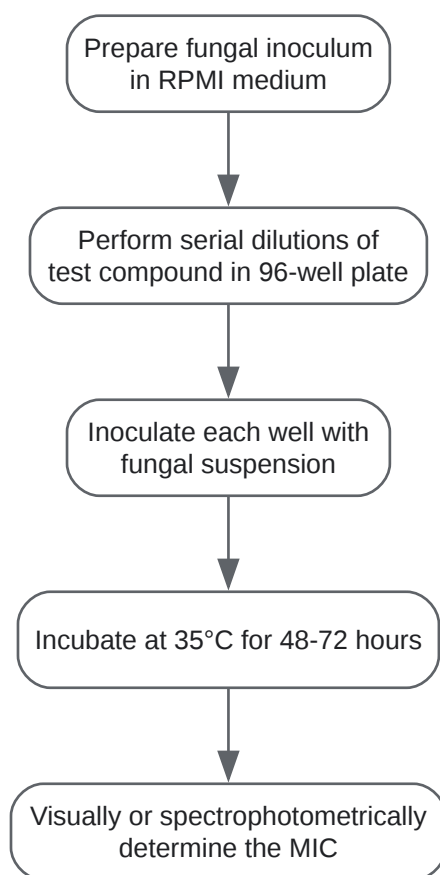 Prepare fungal inoculum
in RPMI medium
Perform serial dilutions of
test compound in 96-well plate
Inoculate each well with
fungal suspension
Incubate at 35°C for 48-72 hours
Visually or spectrophotometrically
determine the MIC